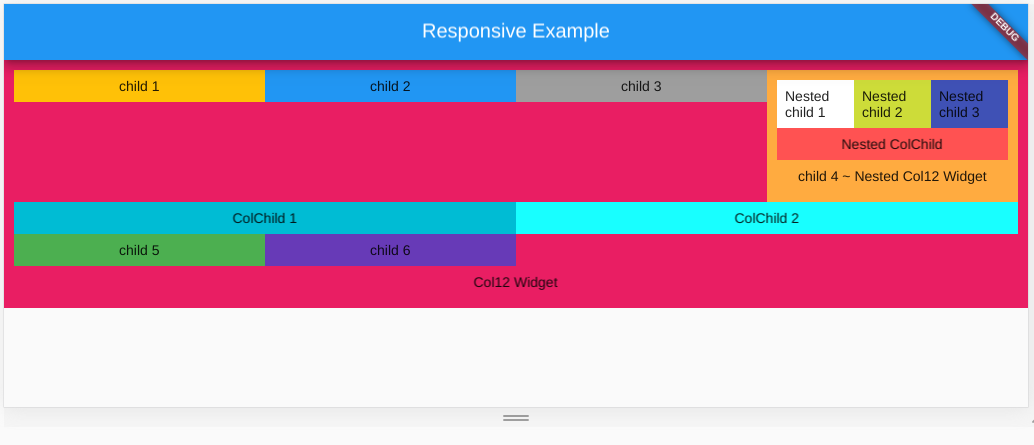 Responsive Example
DEBUG
child 1
child 2
child 3
Nested
child 1
Nested
child 2
Nested
child 3
Nested ColChild
child 4 ~ Nested Col12 Widget
ColChild 1
ColChild 2
child 5
child 6
Col12 Widget